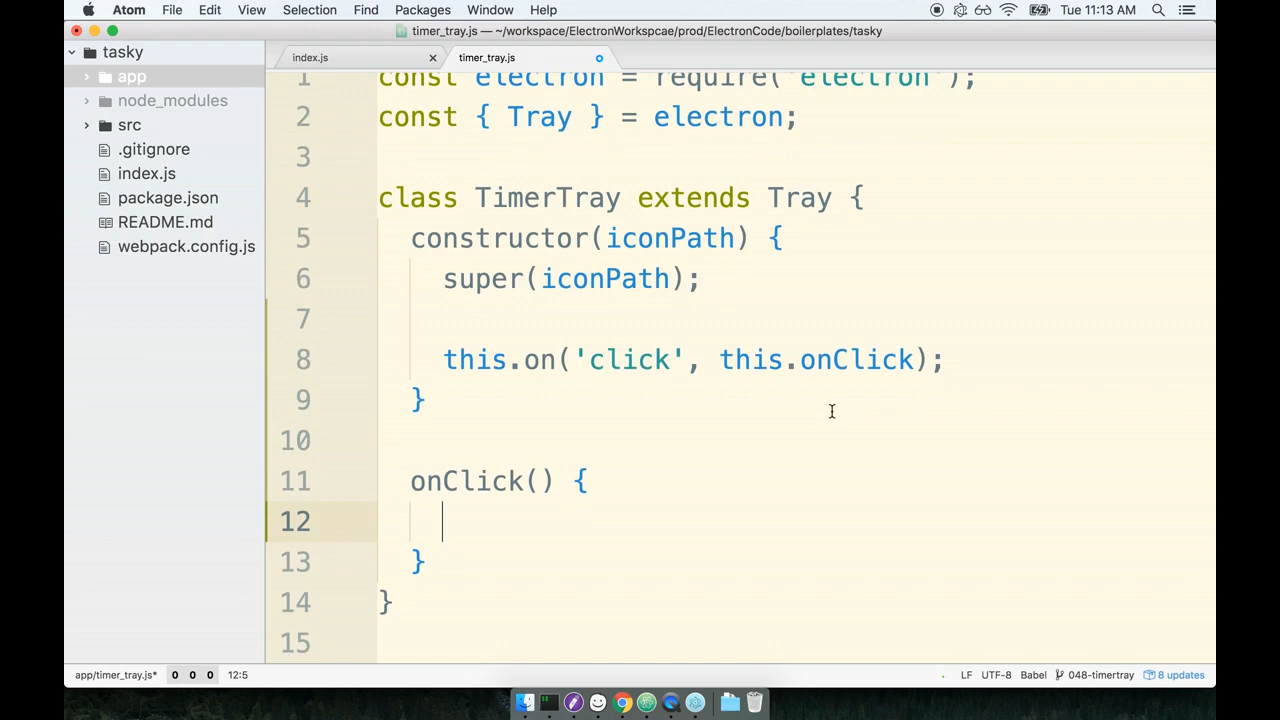 Atom File Edit View Selection Find Packages Window Help Tue 11:13 AM
timer_tray.js — ~/workspace/ElectronWorkspcae/prod/ElectronCode/boilerplates/tasky
tasky
app
node_modules
src
.gitignore
index.js
package.json
README.md
webpack.config.js
index.js timer_tray.js
1 const electron = require('electron');
2 const { Tray } = electron;
3
4 class TimerTray extends Tray {
5 constructor(iconPath) {
6 super(iconPath);
7
8 this.on('click', this.onClick);
9 }
10
11 onClick() {
12
13 }
14 }
15
app/timer_tray.js* 0 0 0 12:5 LF UTF-8 Babel 048-timertray 8 updates